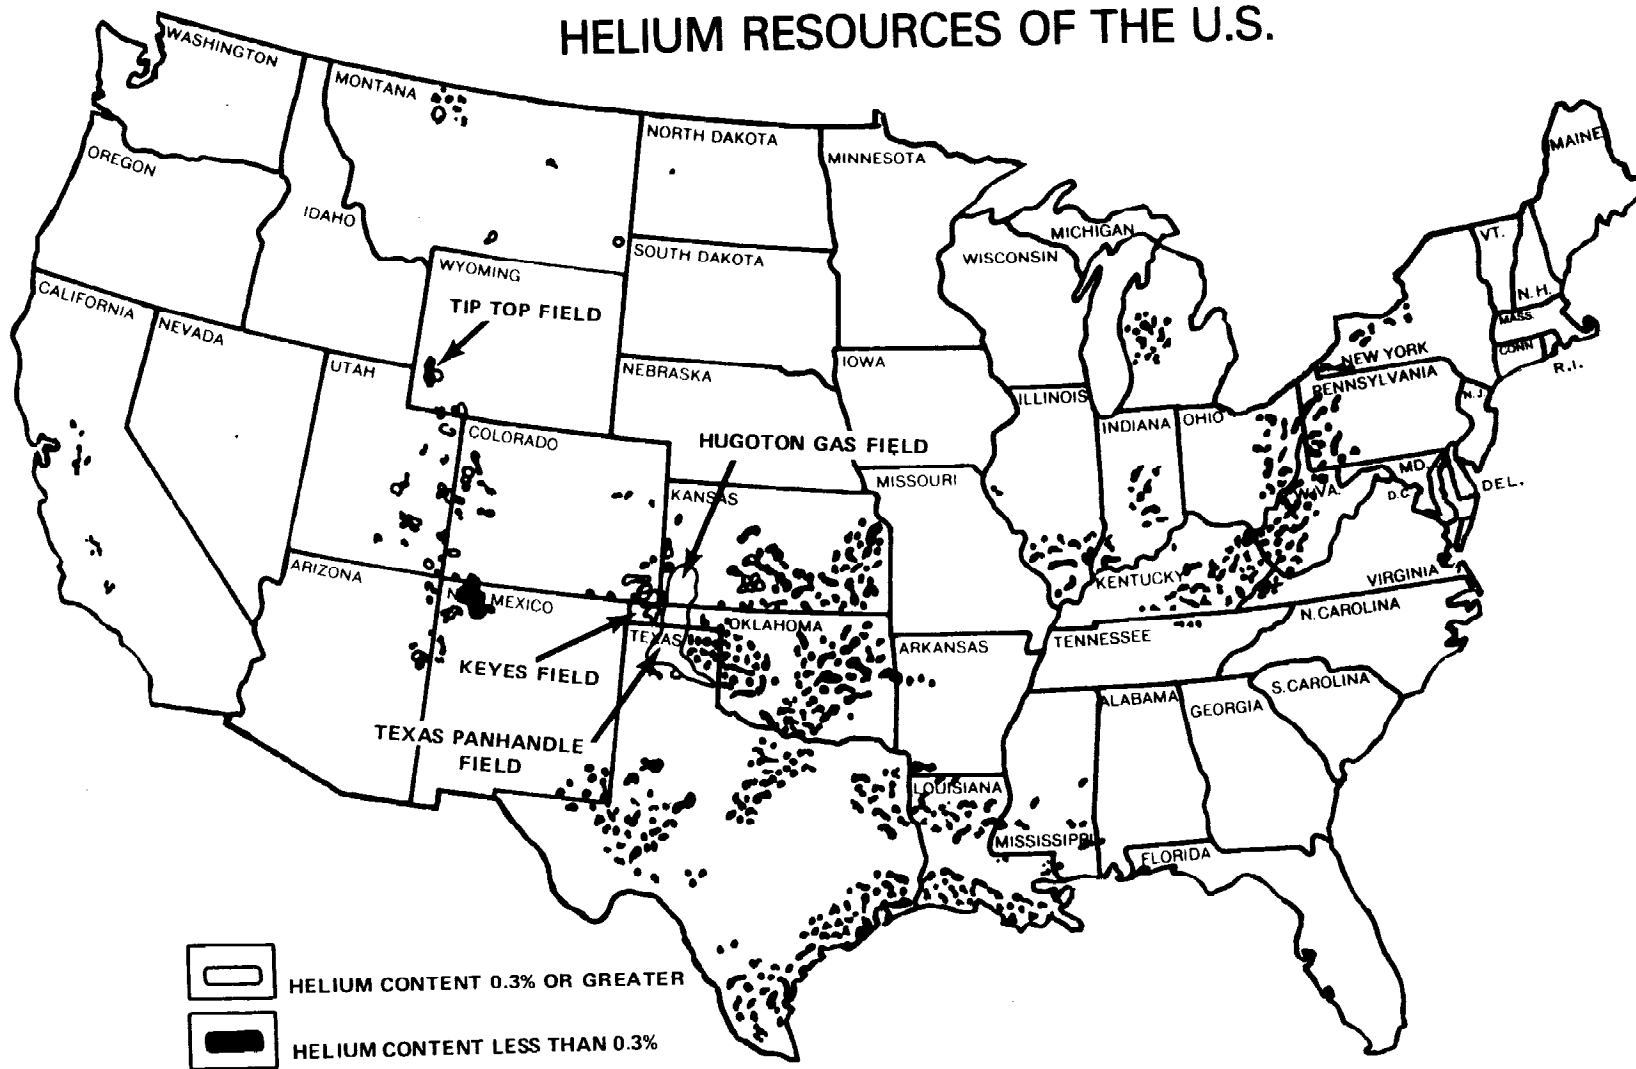 HELIUM RESOURCES OF THE U.S.
WASHINGTON
MONTANA
NORTH DAKOTA
MINNESOTA
MAINE
OREGON
IDAHO
VT.
MICHIGAN
WISCONSIN
SOUTH DAKOTA
WYOMING
N.H.
CALIFORNIA
TIP TOP FIELD
MASS.
NEVADA
CONN
NEW YORK
R.I.
UTAH
NEBRASKA
IOWA
PENNSYLVANIA
N.J.
ILLINOIS
INDIANA
OHIO
COLORADO
HUGOTON GAS FIELD
MD.
MISSOURI
DEL.
W.VA.
D.C.
KANSAS
ARIZONA
KENTUCKY
VIRGINIA
N. MEXICO
N.CAROLINA
OKLAHOMA
TEXAS
TENNESSEE
ARKANSAS
KEYES FIELD
S.CAROLINA
ALABAMA
GEORGIA
TEXAS PANHANDLE
FIELD
LOUISIANA
MISSISSIPPI
FLORIDA
HELIUM CONTENT 0.3% OR GREATER
HELIUM CONTENT LESS THAN 0.3%